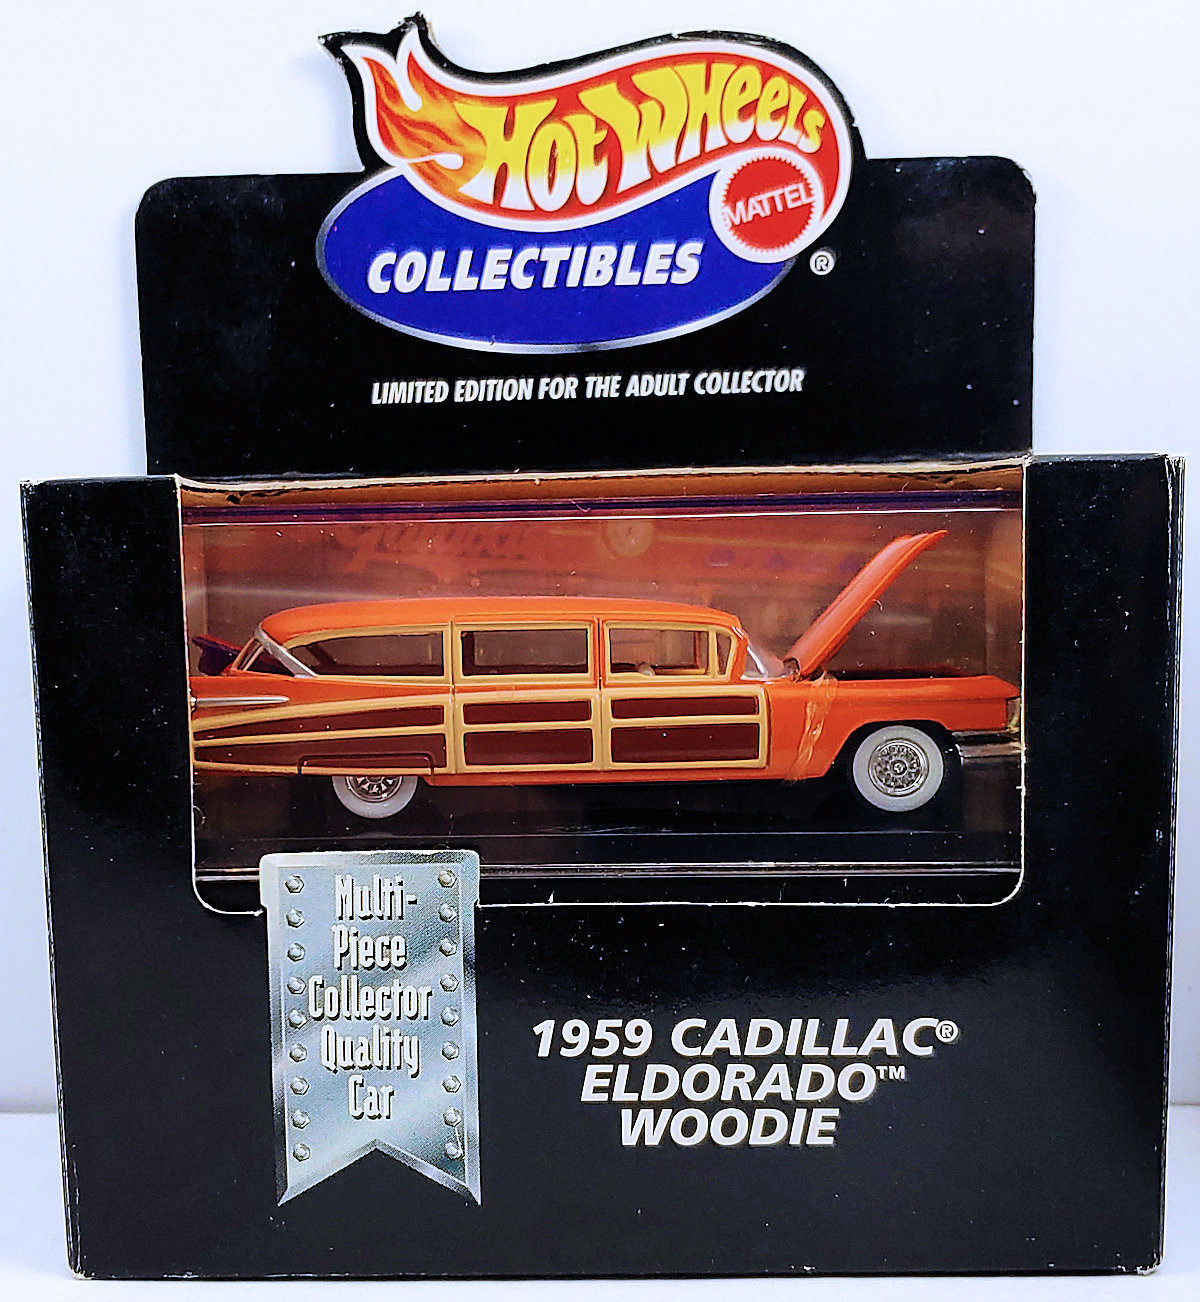 Hot Wheels
MATTEL
COLLECTIBLES ®
LIMITED EDITION FOR THE ADULT COLLECTOR
Multi-
Piece
Collector
Quality
Car
1959 CADILLAC®
ELDORADO™
WOODIE